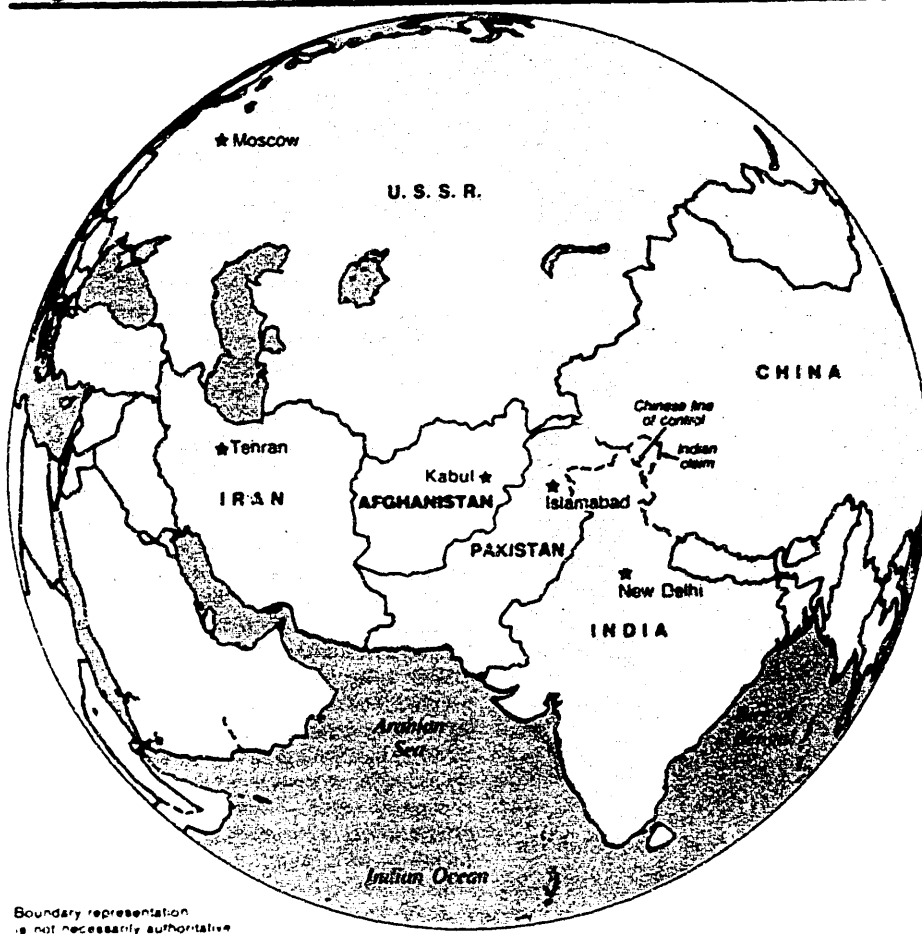 Moscow
U. S. S. R.
CHINA
Chinese line
of control
Indian
claim
Tehran
Kabul
Islamabad
IRAN
AFGHANISTAN
PAKISTAN
New Delhi
INDIA
Arabian
Sea
Indian Ocean
Boundary representation
is not necessarily authoritative